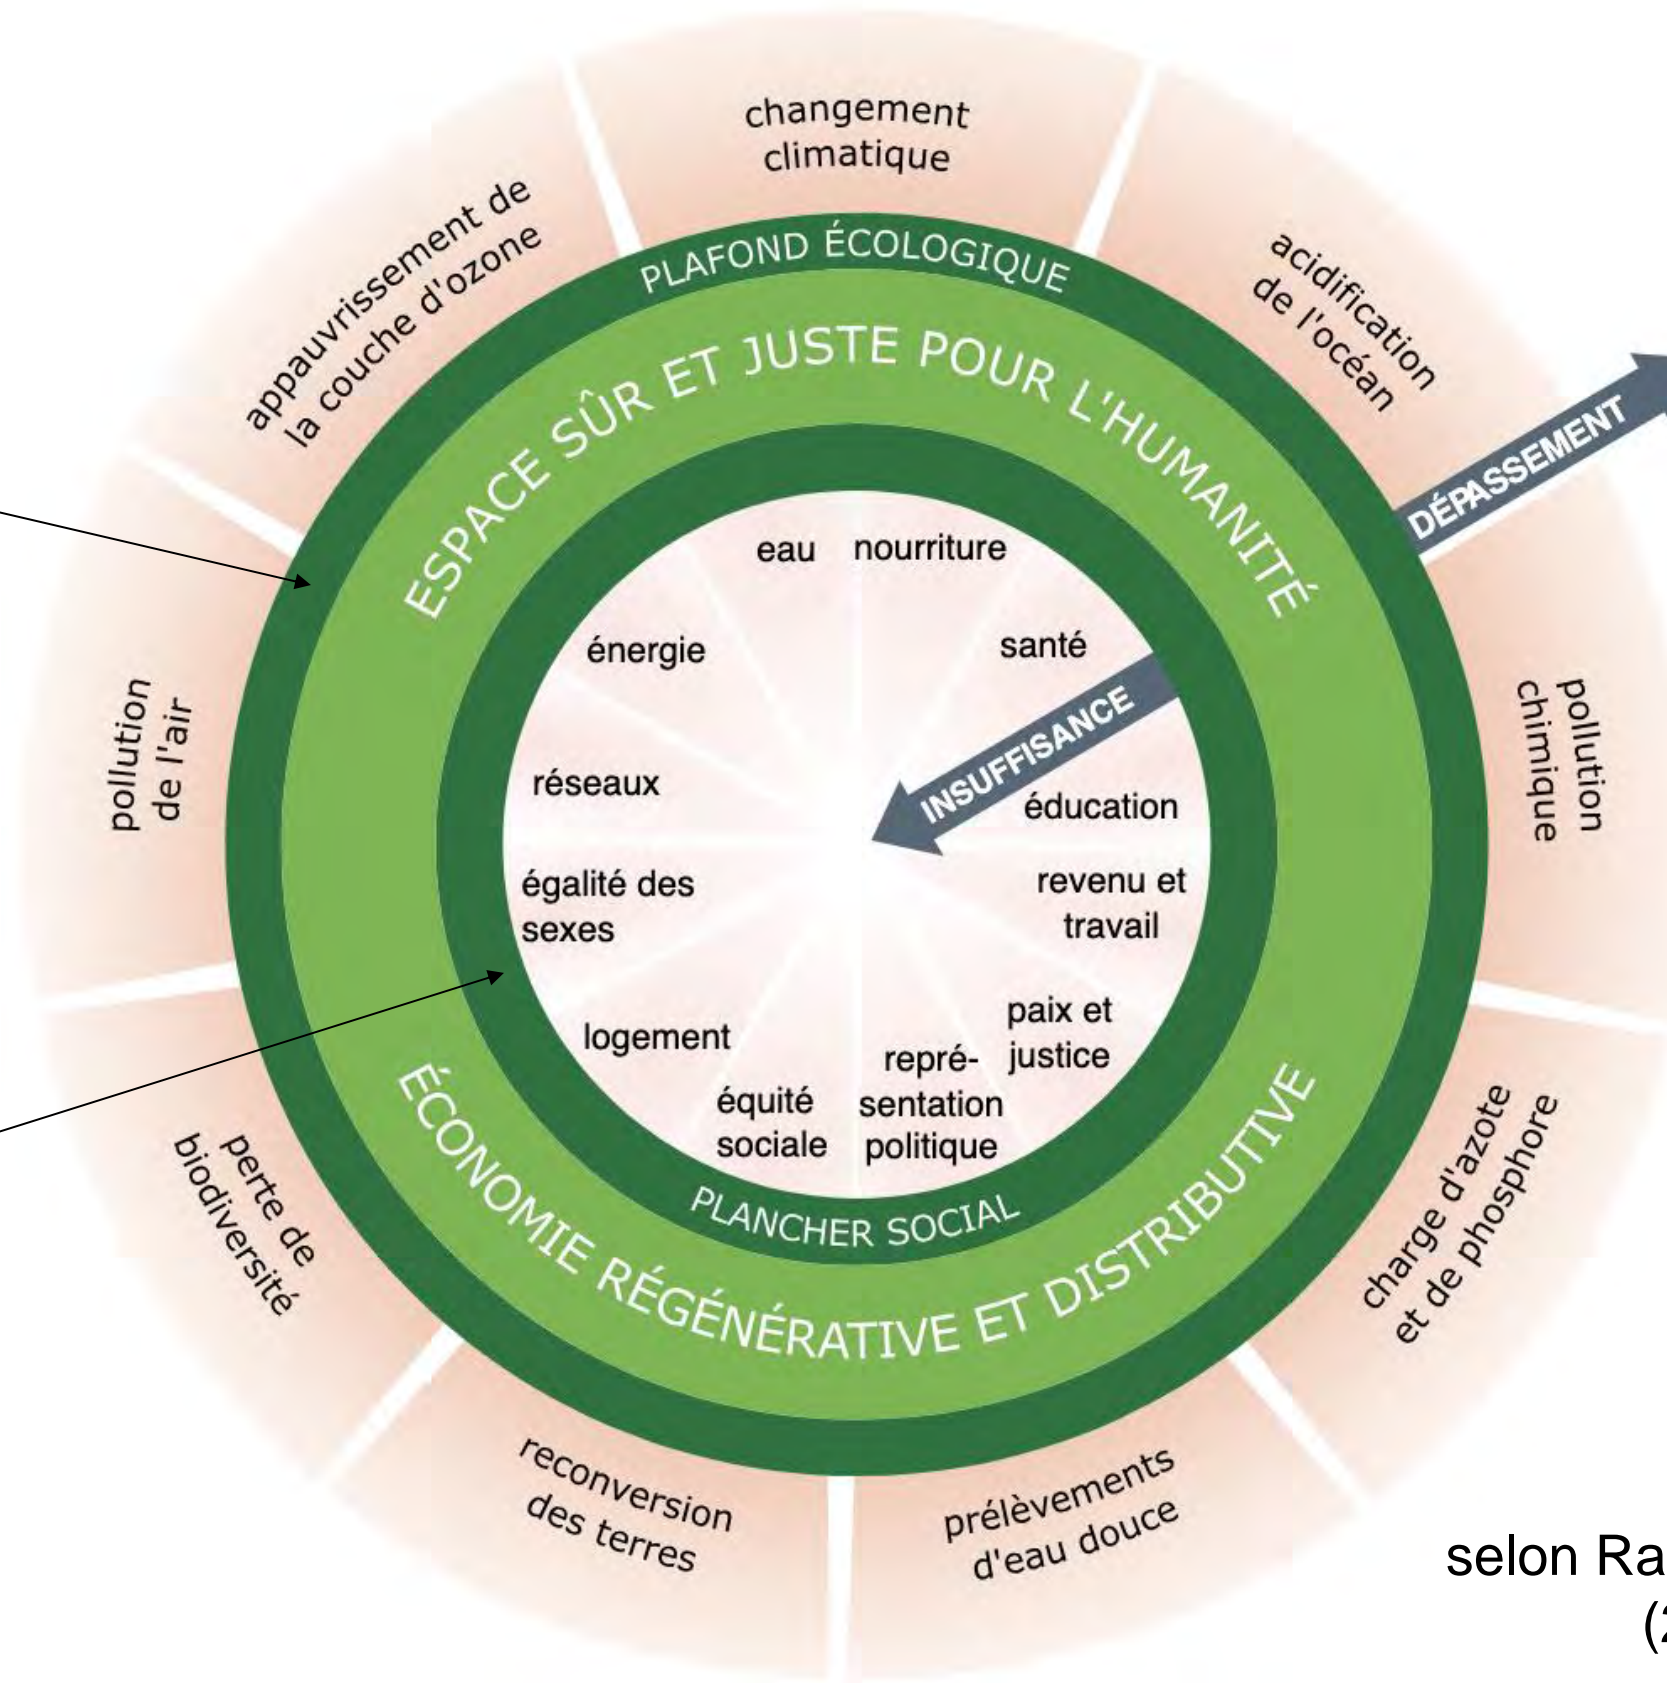 changement
climatique
appauvrissement de
la couche d'ozone
acidification
de l'océan
PLAFOND ÉCOLOGIQUE
ESPACE SÛR ET JUSTE POUR L'HUMANITÉ
DÉPASSEMENT
pollution
de l'air
pollution
chimique
eau
nourriture
énergie
santé
INSUFFISANCE
réseaux
éducation
égalité des
sexes
revenu et
travail
logement
paix et
justice
équité
sociale
repré-
sentation
politique
PLANCHER SOCIAL
ÉCONOMIE RÉGÉNÉRATIVE ET DISTRIBUTIVE
perte de
biodiversité
charge d'azote
et de phosphore
reconversion
des terres
prélèvements
d'eau douce
selon